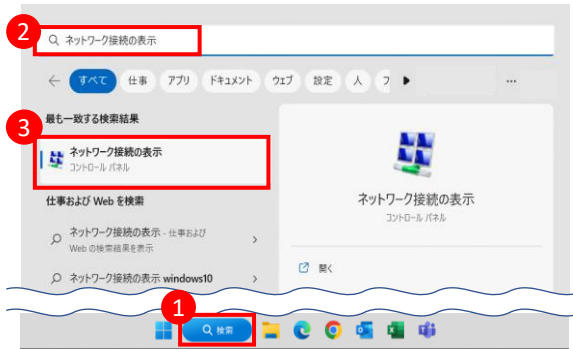 2
ネットワーク接続の表示
すべて 仕事 アプリ ドキュメント ウェブ 設定 人 フ ...
最も一致する検索結果
3
ネットワーク接続の表示
コントロール パネル
仕事および Web を検索
ネットワーク接続の表示 - 仕事および
Web の検索結果を表示
ネットワーク接続の表示 windows10
ネットワーク接続の表示
コントロール パネル
開く
1
検索